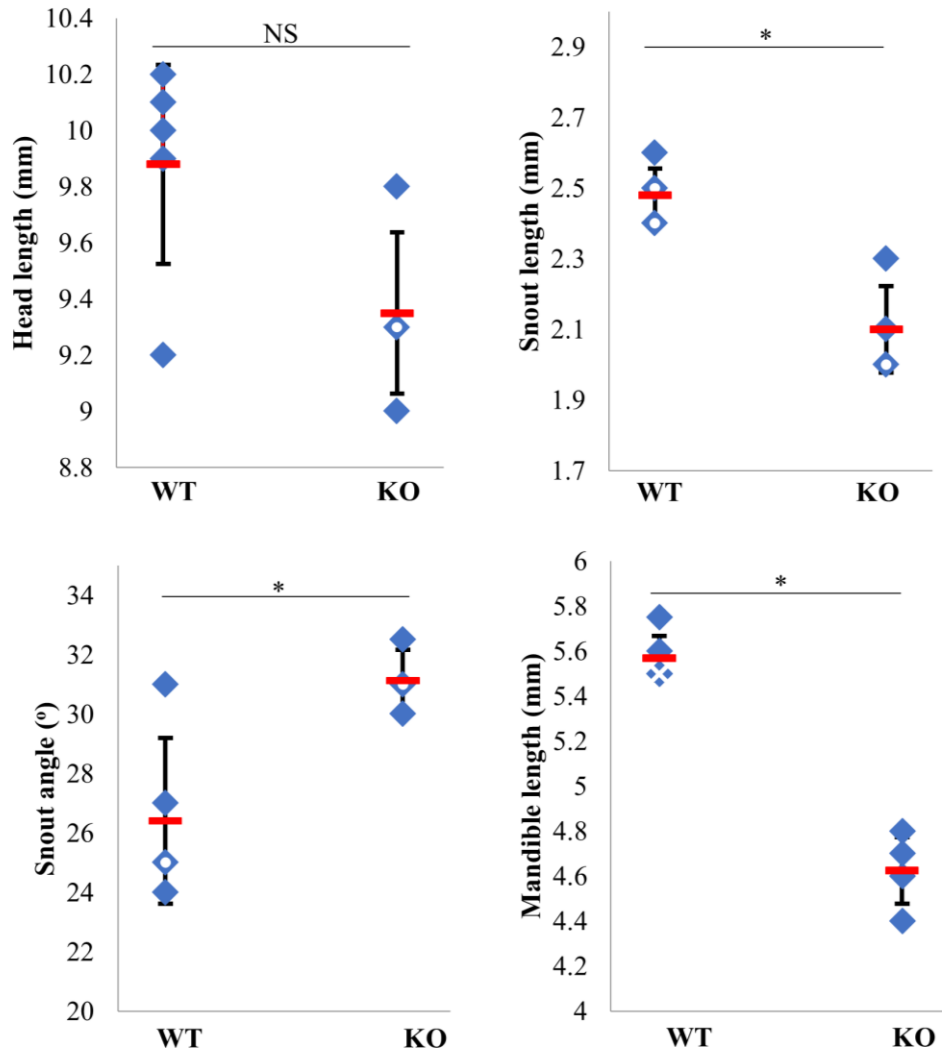 Head length (mm)
10.4
10.2
10
9.8
9.6
9.4
9.2
9
8.8
NS
WT
KO
Snout length (mm)
2.9
2.7
2.5
2.3
2.1
1.9
1.7
*
WT
KO
Snout angle (º)
34
32
30
28
26
24
22
20
*
WT
KO
Mandible length (mm)
6
5.8
5.6
5.4
5.2
5
4.8
4.6
4.4
4.2
4
*
WT
KO